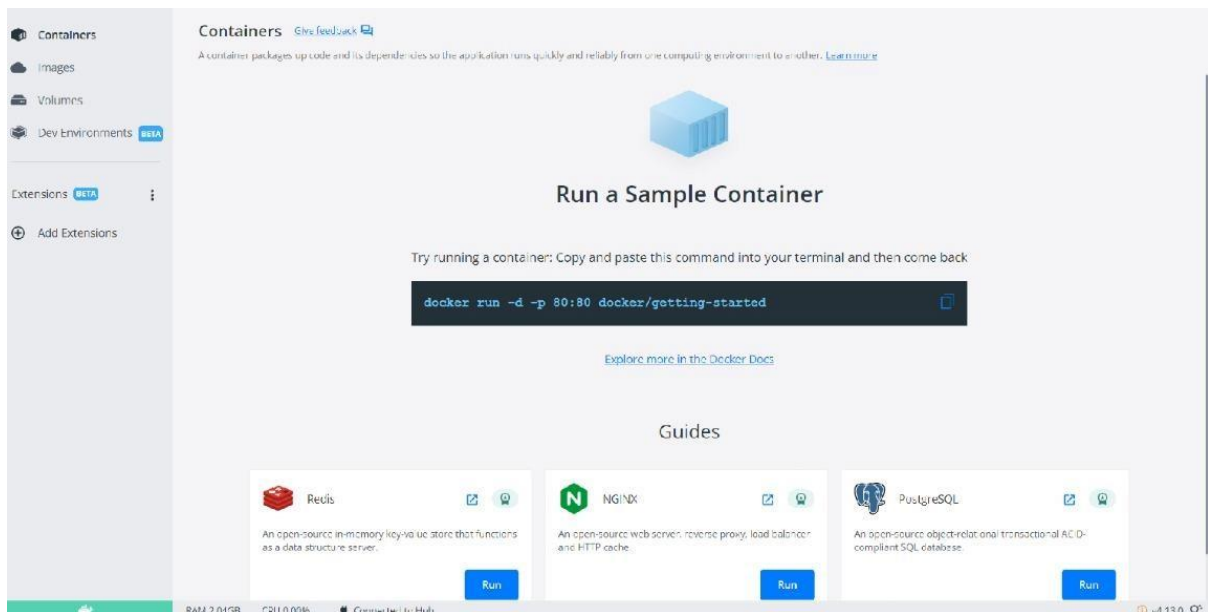 Containers
Images
Volumes
Dev Environments BETA
Extensions BETA
Add Extensions
Containers Give feedback
A container packages up code and its dependencies so the application runs quickly and reliably from one computing environment to another. Learn more
Run a Sample Container
Try running a container: Copy and paste this command into your terminal and then come back
docker run -d -p 80:80 docker/getting-started
Explore more in the Docker Docs
Guides
Redis
An open-source in-memory key-value store that functions
as a data structure server.
Run
NGINX
An open-source web server, reverse proxy, load balancer
and HTTP cache
Run
PostgreSQL
An open-source object-relational transactional ACID-
compliant SQL database.
Run
RAM 2.04GB CPU 0.00% Connected to Hub v4.13.0